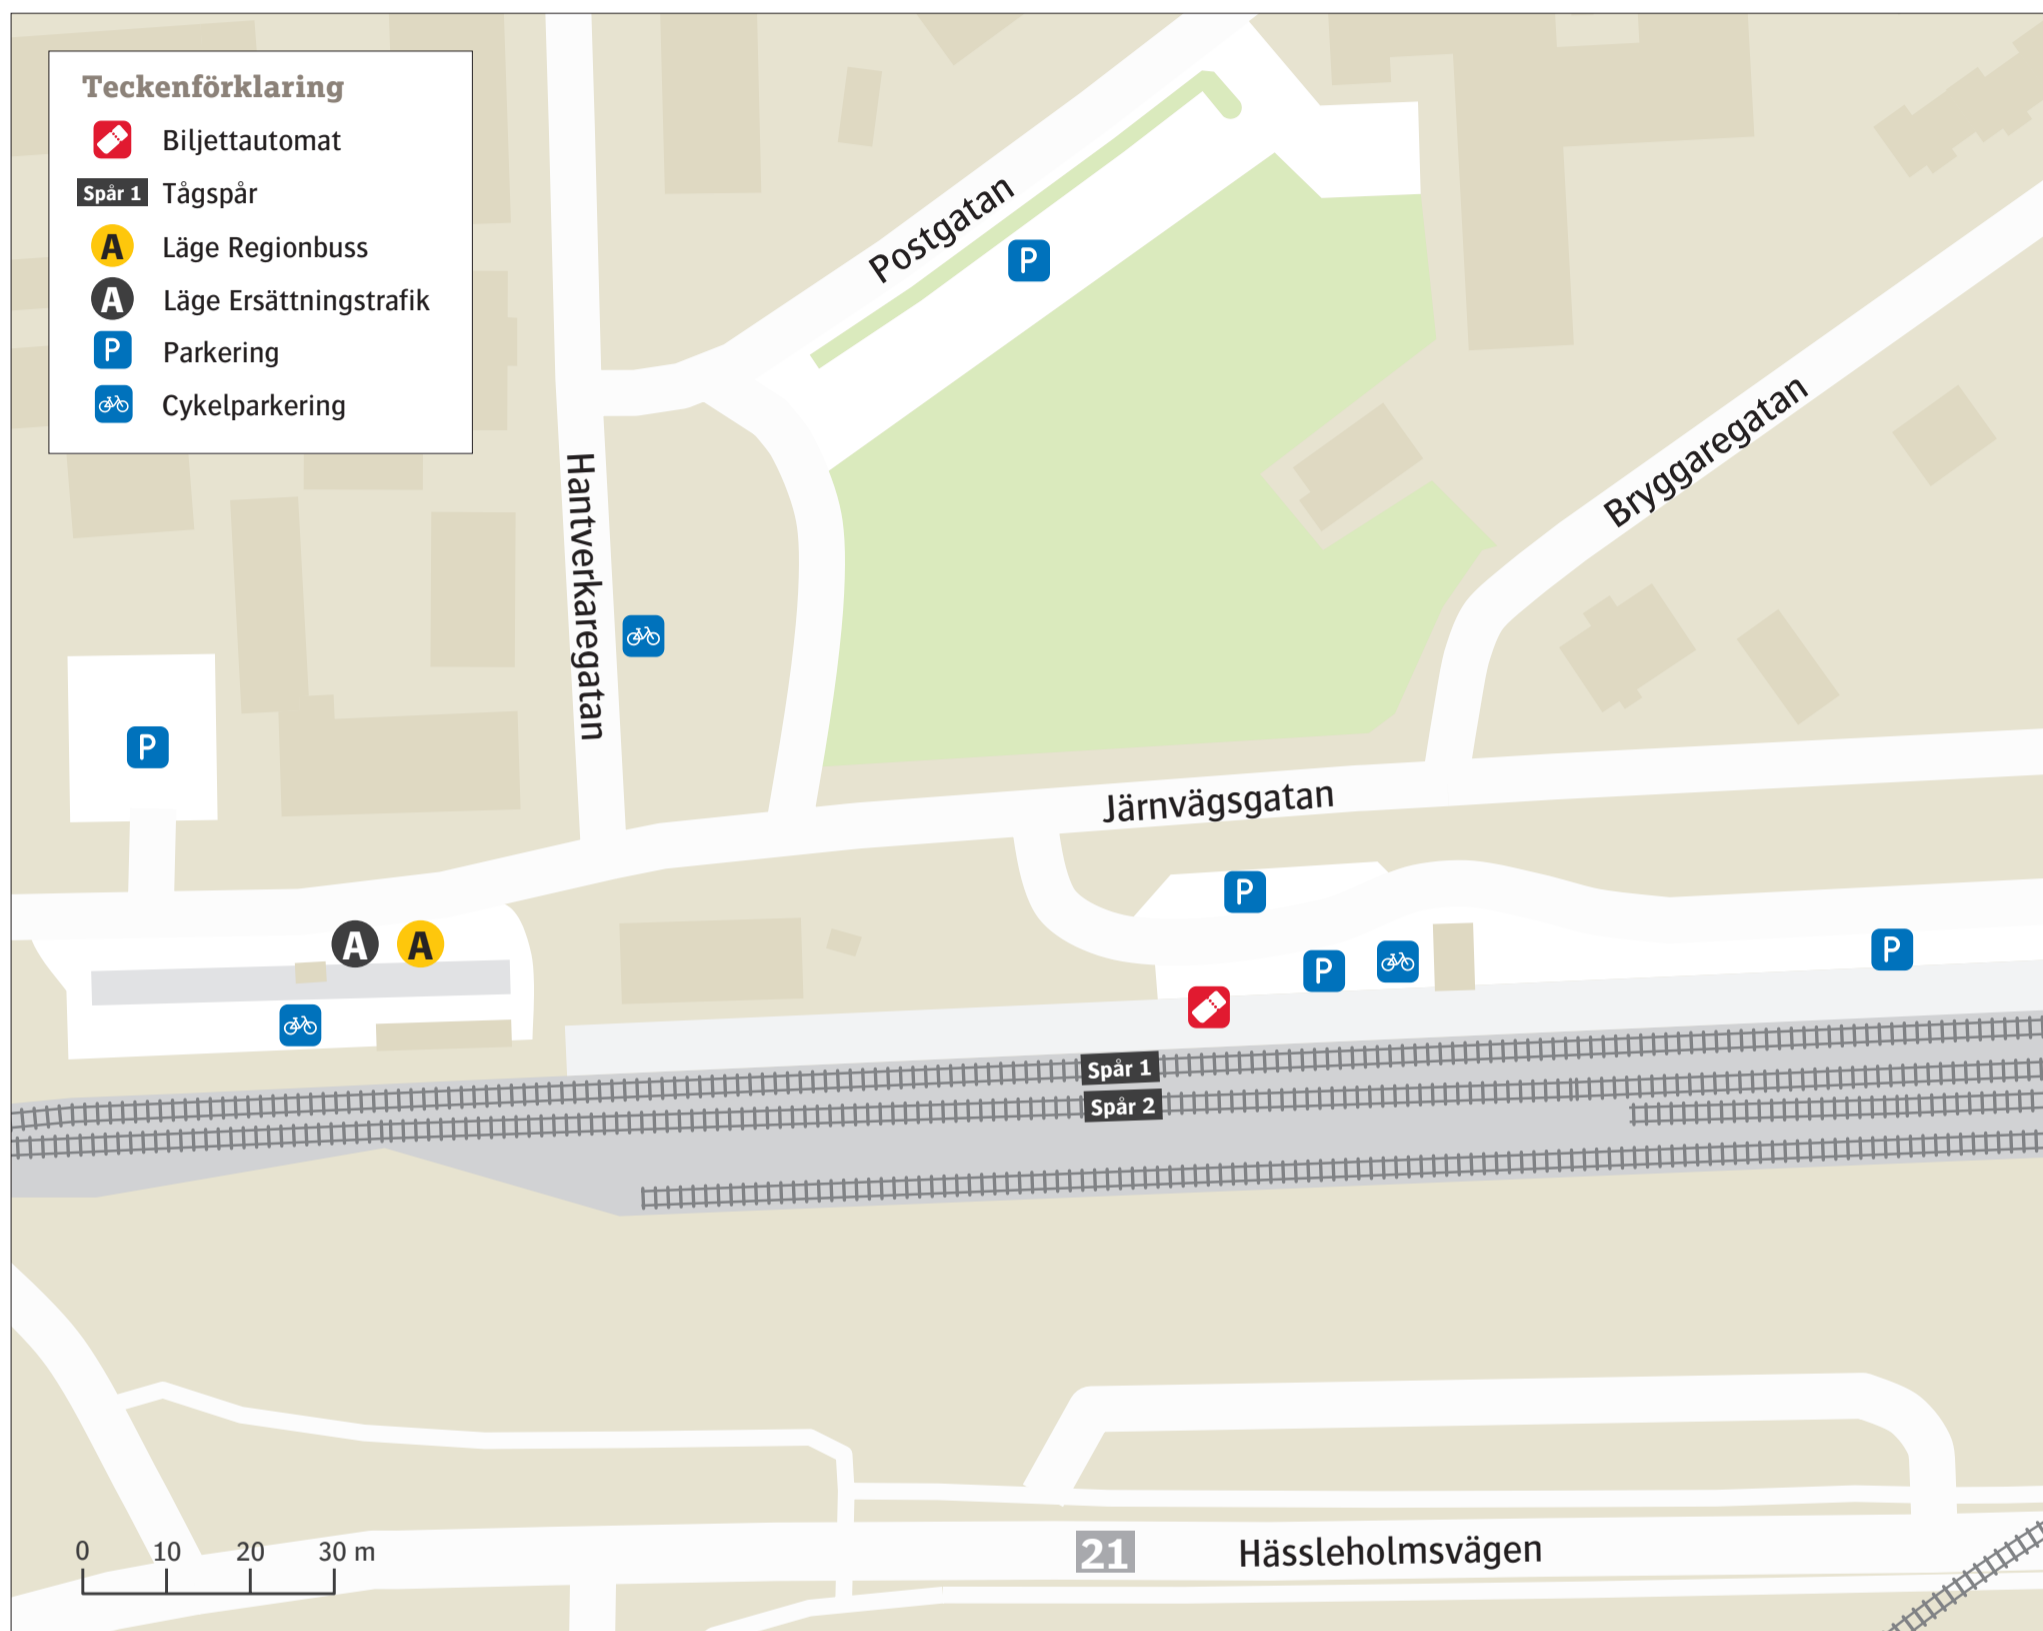 Teckenförklaring
Biljettautomat
Spår 1 Tågspår
A Läge Regionbuss
A Läge Ersättningstrafik
P Parkering
Cykelparkering
Postgatan
P
Bryggaregatan
Hantverkaregatan
P
Järnvägsgatan
P
A A
P
P
Spår 1
Spår 2
21 Hässleholmsvägen
0 10 20 30 m